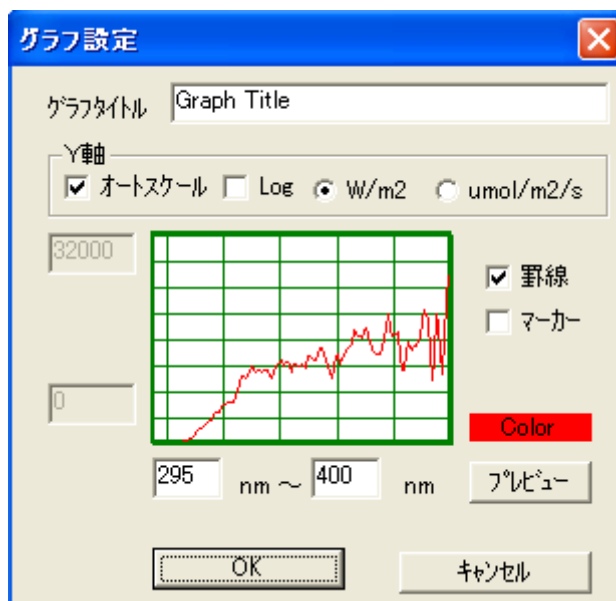 グラフ設定
グラフタイトル Graph Title
Y軸
オートスケール Log W/m2 umol/m2/s
32000
罫線
マーカー
0
Color
295 nm ～ 400 nm プレビュー
OK キャンセル